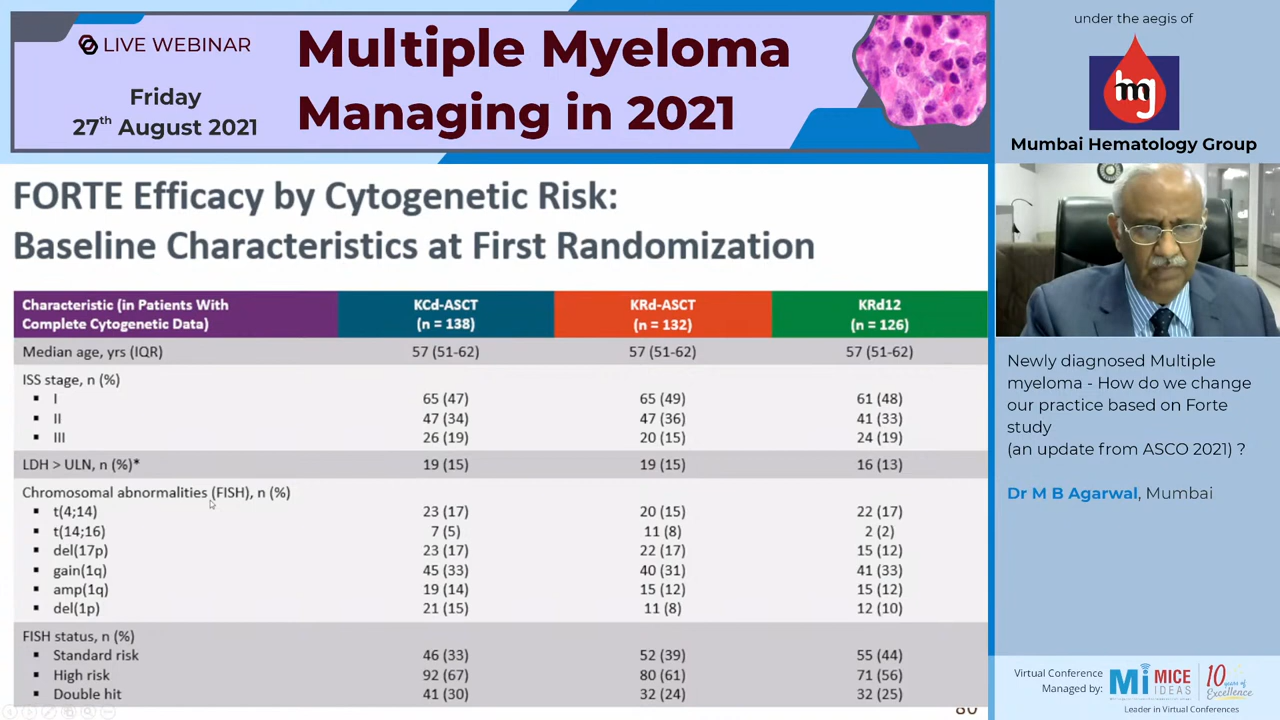 LIVE WEBINAR
Friday
27th August 2021
Multiple Myeloma
Managing in 2021
under the aegis of
hg
Mumbai Hematology Group
FORTE Efficacy by Cytogenetic Risk:
Baseline Characteristics at First Randomization
Characteristic (in Patients With Complete Cytogenetic Data) KCd-ASCT (n = 138) KRd-ASCT (n = 132) KRd12 (n = 126)
Median age, yrs (IQR) 57 (51-62) 57 (51-62) 57 (51-62)
ISS stage, n (%)
▪ I 65 (47) 65 (49) 61 (48)
▪ II 47 (34) 47 (36) 41 (33)
▪ III 26 (19) 20 (15) 24 (19)
LDH > ULN, n (%)* 19 (15) 19 (15) 16 (13)
Chromosomal abnormalities (FISH), n (%)
▪ t(4;14) 23 (17) 20 (15) 22 (17)
▪ t(14;16) 7 (5) 11 (8) 2 (2)
▪ del(17p) 23 (17) 22 (17) 15 (12)
▪ gain(1q) 45 (33) 40 (31) 41 (33)
▪ amp(1q) 19 (14) 15 (12) 15 (12)
▪ del(1p) 21 (15) 11 (8) 12 (10)
FISH status, n (%)
▪ Standard risk 46 (33) 52 (39) 55 (44)
▪ High risk 92 (67) 80 (61) 71 (56)
▪ Double hit 41 (30) 32 (24) 32 (25)
80
Newly diagnosed Multiple
myeloma - How do we change
our practice based on Forte
study
(an update from ASCO 2021) ?
Dr M B Agarwal, Mumbai
Virtual Conference
Managed by:
Mi MICE
IDEAS
10 years of
Excellence
Leader in Virtual Conferences